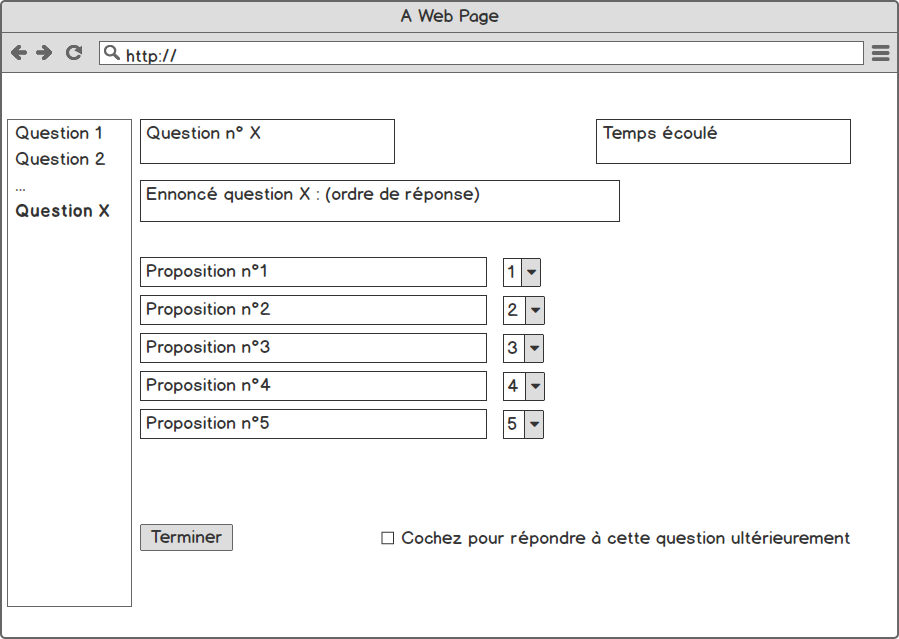 A Web Page
http://
Question 1
Question 2
...
Question X
Question n° X
Temps écoulé
Ennoncé question X : (ordre de réponse)
Proposition n°1
1
Proposition n°2
2
Proposition n°3
3
Proposition n°4
4
Proposition n°5
5
Terminer
Cochez pour répondre à cette question ultérieurement